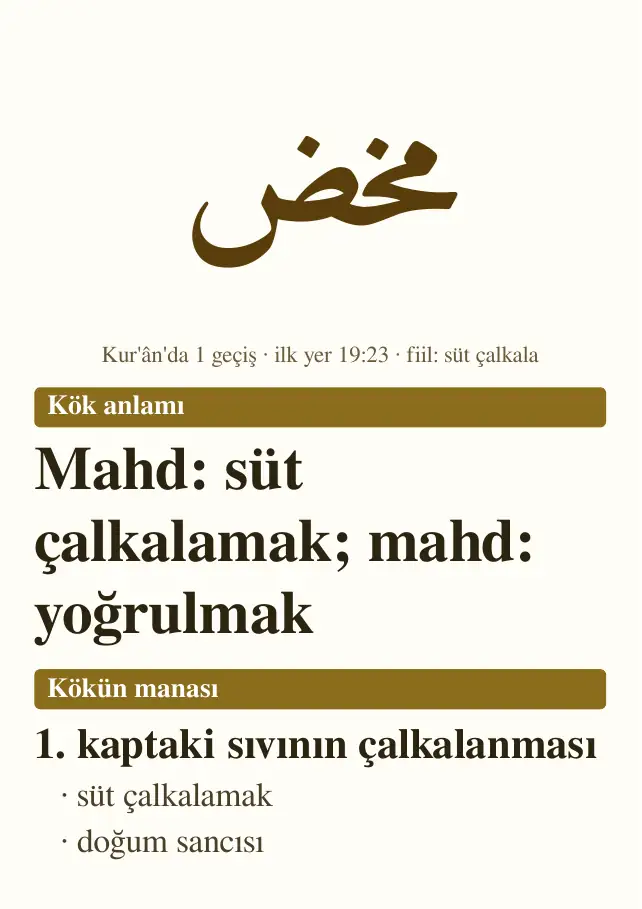 مخض
Kur'ân'da 1 geçiş · ilk yer 19:23 · fiil: süt çalkala
Kök anlamı
Mahd: süt
çalkalamak; mahd:
yoğrulmak
Kökün manası
1. kaptaki sıvının çalkalanması
· süt çalkalamak
· doğum sancısı